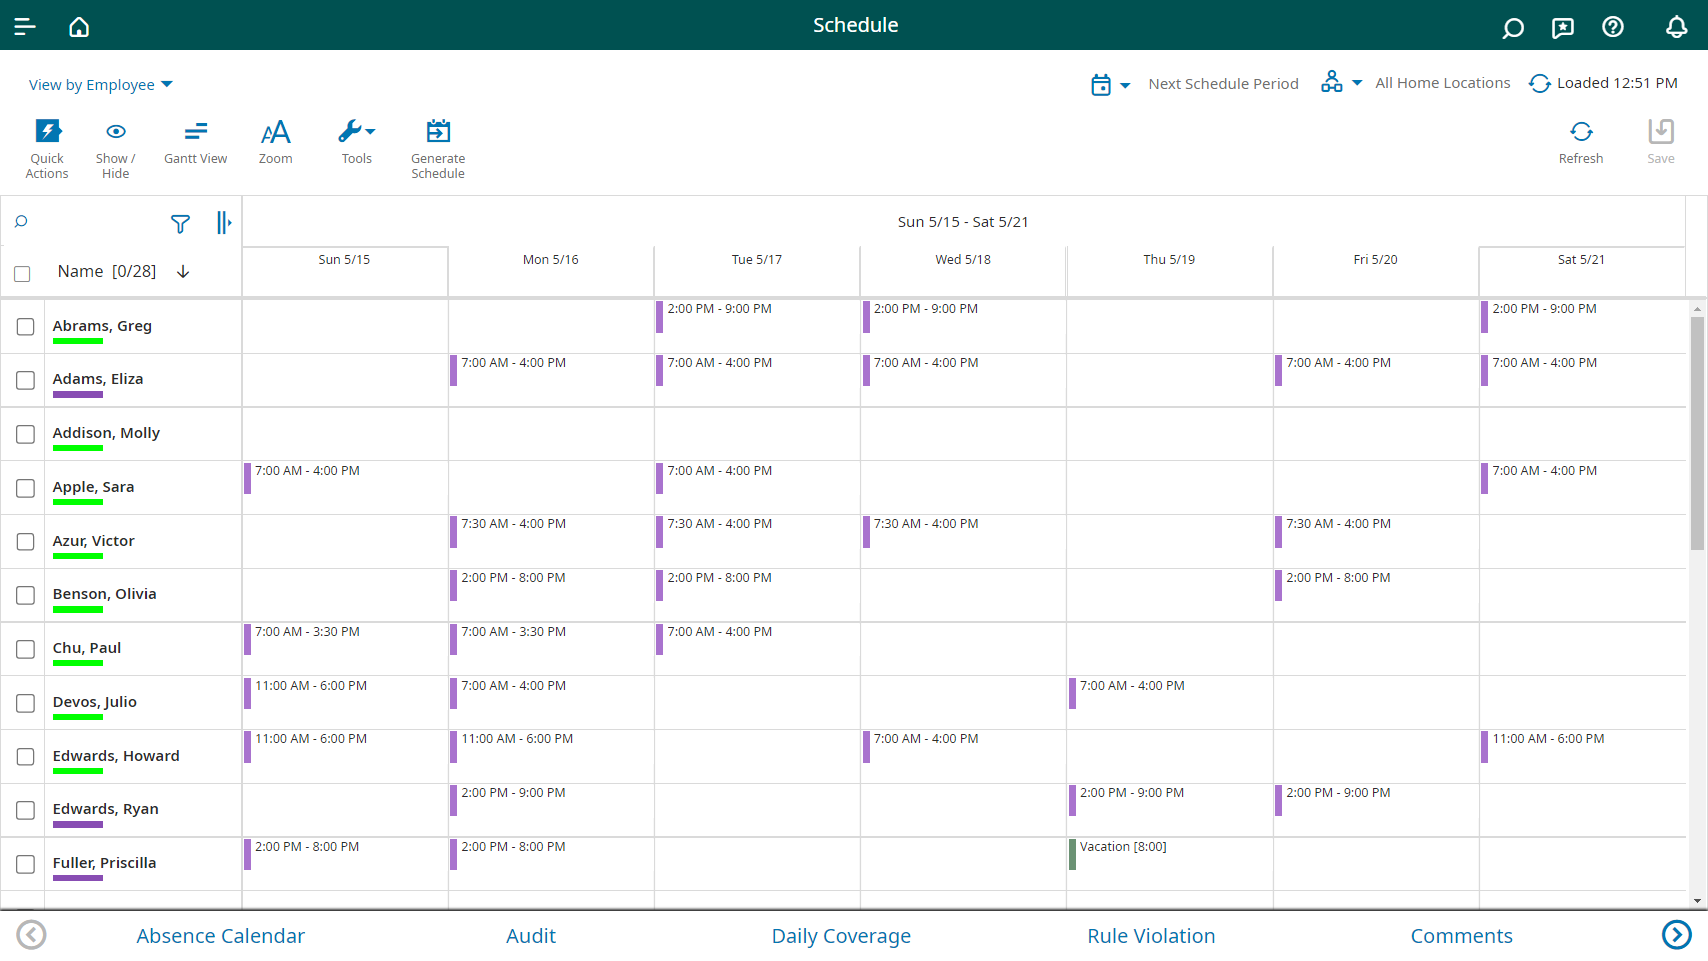 Schedule
View by Employee
Next Schedule Period
All Home Locations
Loaded 12:51 PM
Quick Actions
Show / Hide
Gantt View
Zoom
Tools
Generate Schedule
Refresh
Save
Sun 5/15 - Sat 5/21
Name [0/28]
Sun 5/15
Mon 5/16
Tue 5/17
Wed 5/18
Thu 5/19
Fri 5/20
Sat 5/21
Abrams, Greg
2:00 PM - 9:00 PM
2:00 PM - 9:00 PM
2:00 PM - 9:00 PM
Adams, Eliza
7:00 AM - 4:00 PM
7:00 AM - 4:00 PM
7:00 AM - 4:00 PM
7:00 AM - 4:00 PM
7:00 AM - 4:00 PM
Addison, Molly
Apple, Sara
7:00 AM - 4:00 PM
7:00 AM - 4:00 PM
7:00 AM - 4:00 PM
Azur, Victor
7:30 AM - 4:00 PM
7:30 AM - 4:00 PM
7:30 AM - 4:00 PM
7:30 AM - 4:00 PM
Benson, Olivia
2:00 PM - 8:00 PM
2:00 PM - 8:00 PM
2:00 PM - 8:00 PM
Chu, Paul
7:00 AM - 3:30 PM
7:00 AM - 3:30 PM
7:00 AM - 4:00 PM
Devos, Julio
11:00 AM - 6:00 PM
7:00 AM - 4:00 PM
7:00 AM - 4:00 PM
Edwards, Howard
11:00 AM - 6:00 PM
11:00 AM - 6:00 PM
7:00 AM - 4:00 PM
11:00 AM - 6:00 PM
Edwards, Ryan
2:00 PM - 9:00 PM
2:00 PM - 9:00 PM
2:00 PM - 9:00 PM
Fuller, Priscilla
2:00 PM - 8:00 PM
2:00 PM - 8:00 PM
Vacation [8:00]
Absence Calendar
Audit
Daily Coverage
Rule Violation
Comments